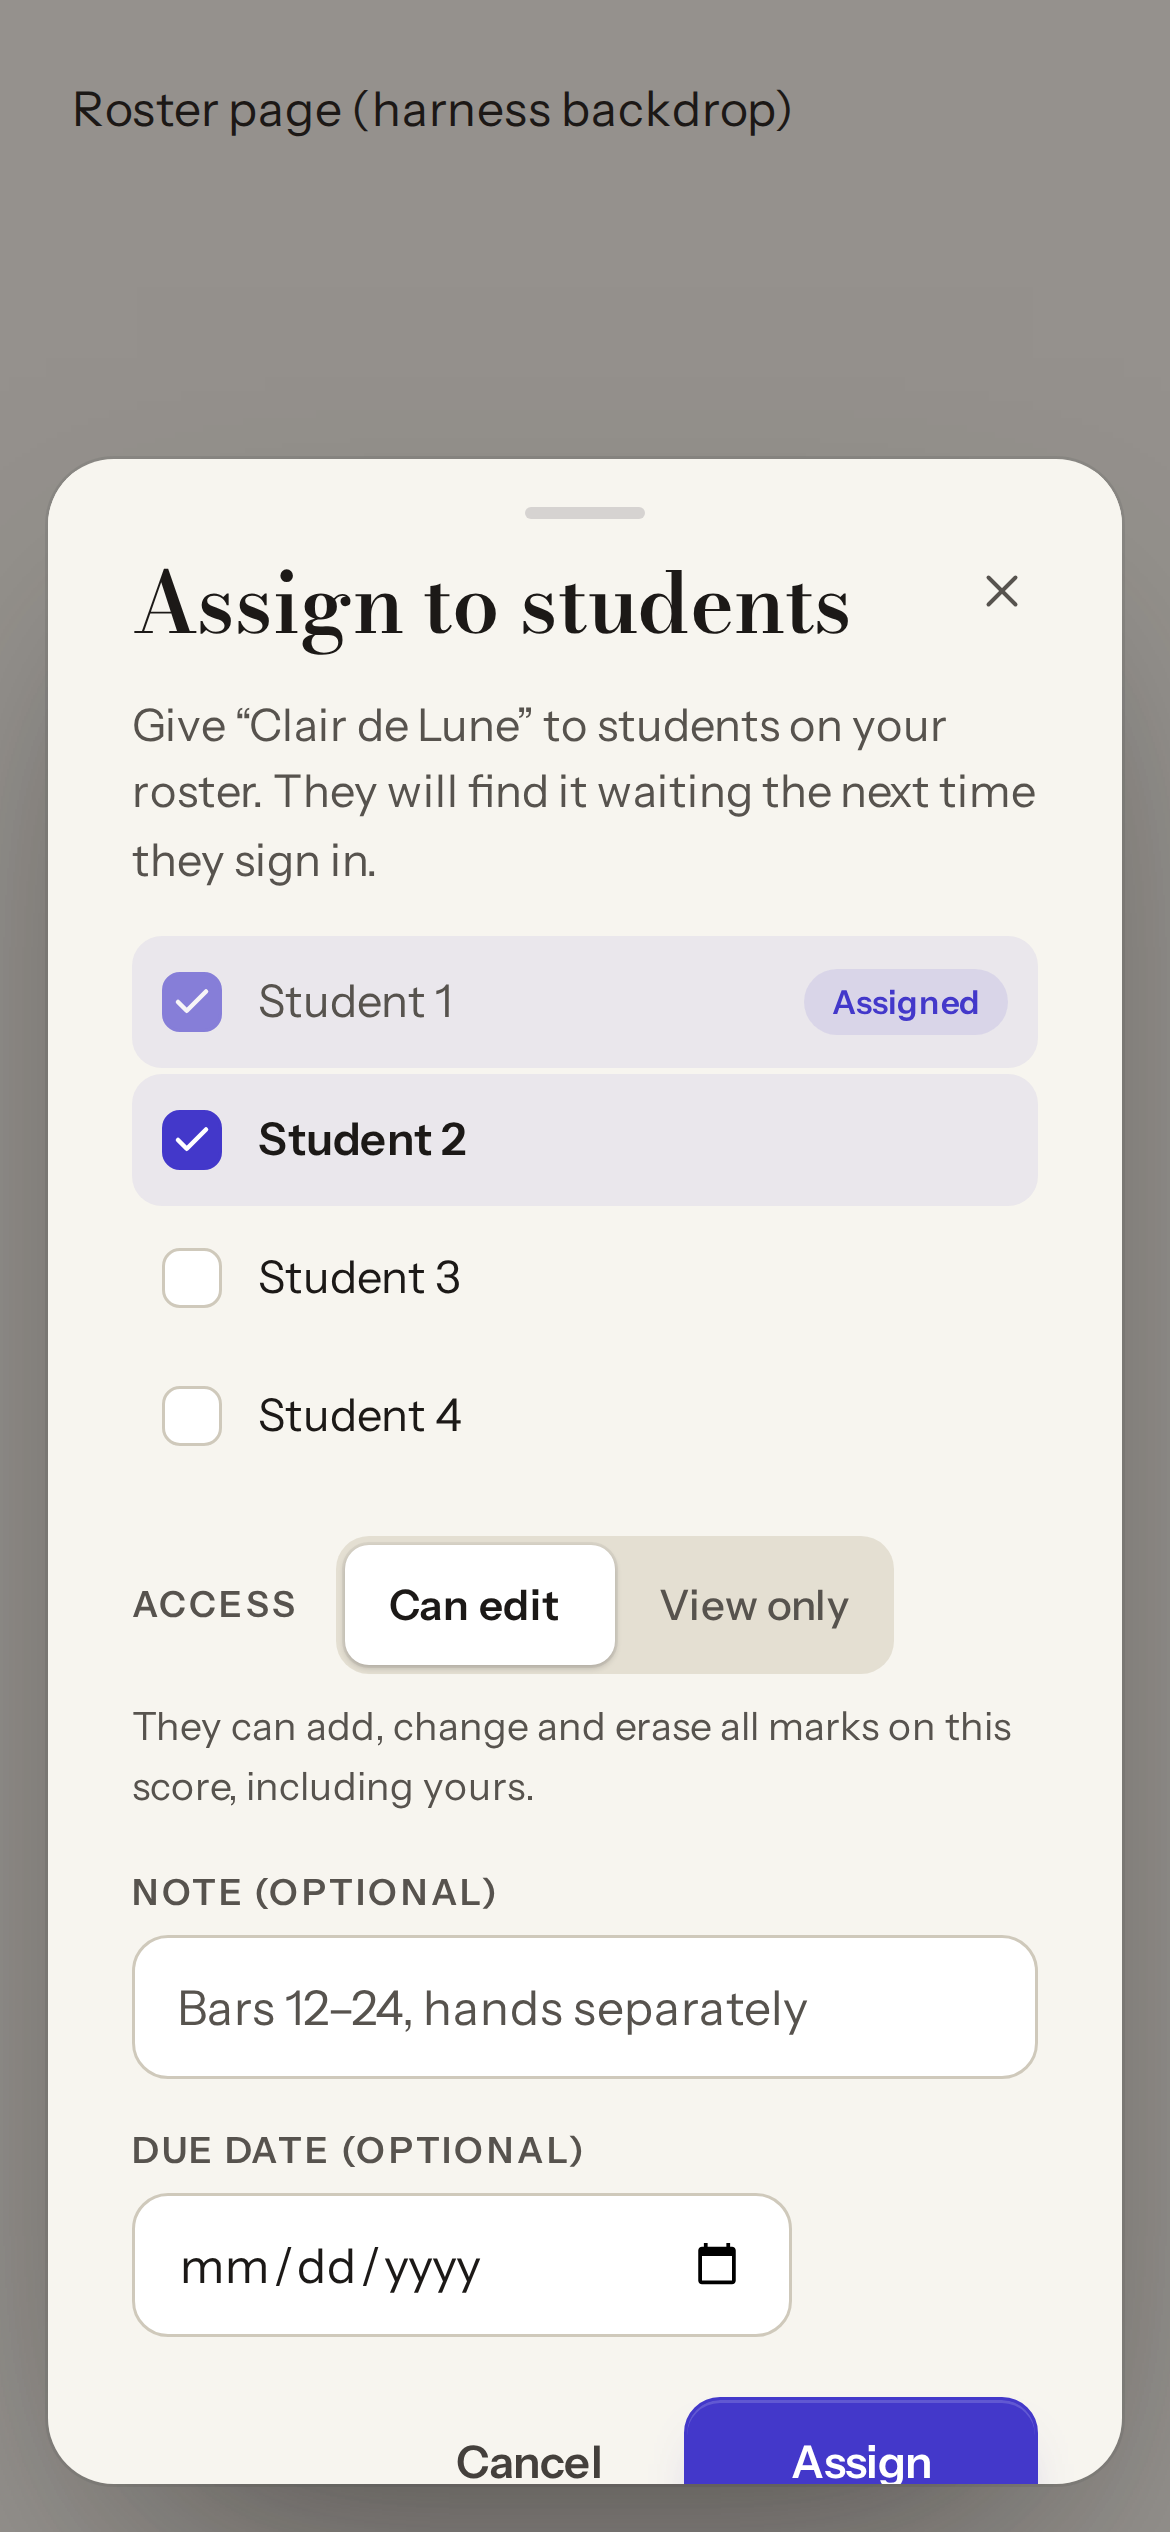 Roster page (harness backdrop)
Assign to students
Give “Clair de Lune” to students on your
roster. They will find it waiting the next time
they sign in.
Student 1 Assigned
Student 2
Student 3
Student 4
ACCESS Can edit View only
They can add, change and erase all marks on this
score, including yours.
NOTE (OPTIONAL)
Bars 12–24, hands separately
DUE DATE (OPTIONAL)
mm/dd/yyyy
Cancel Assign